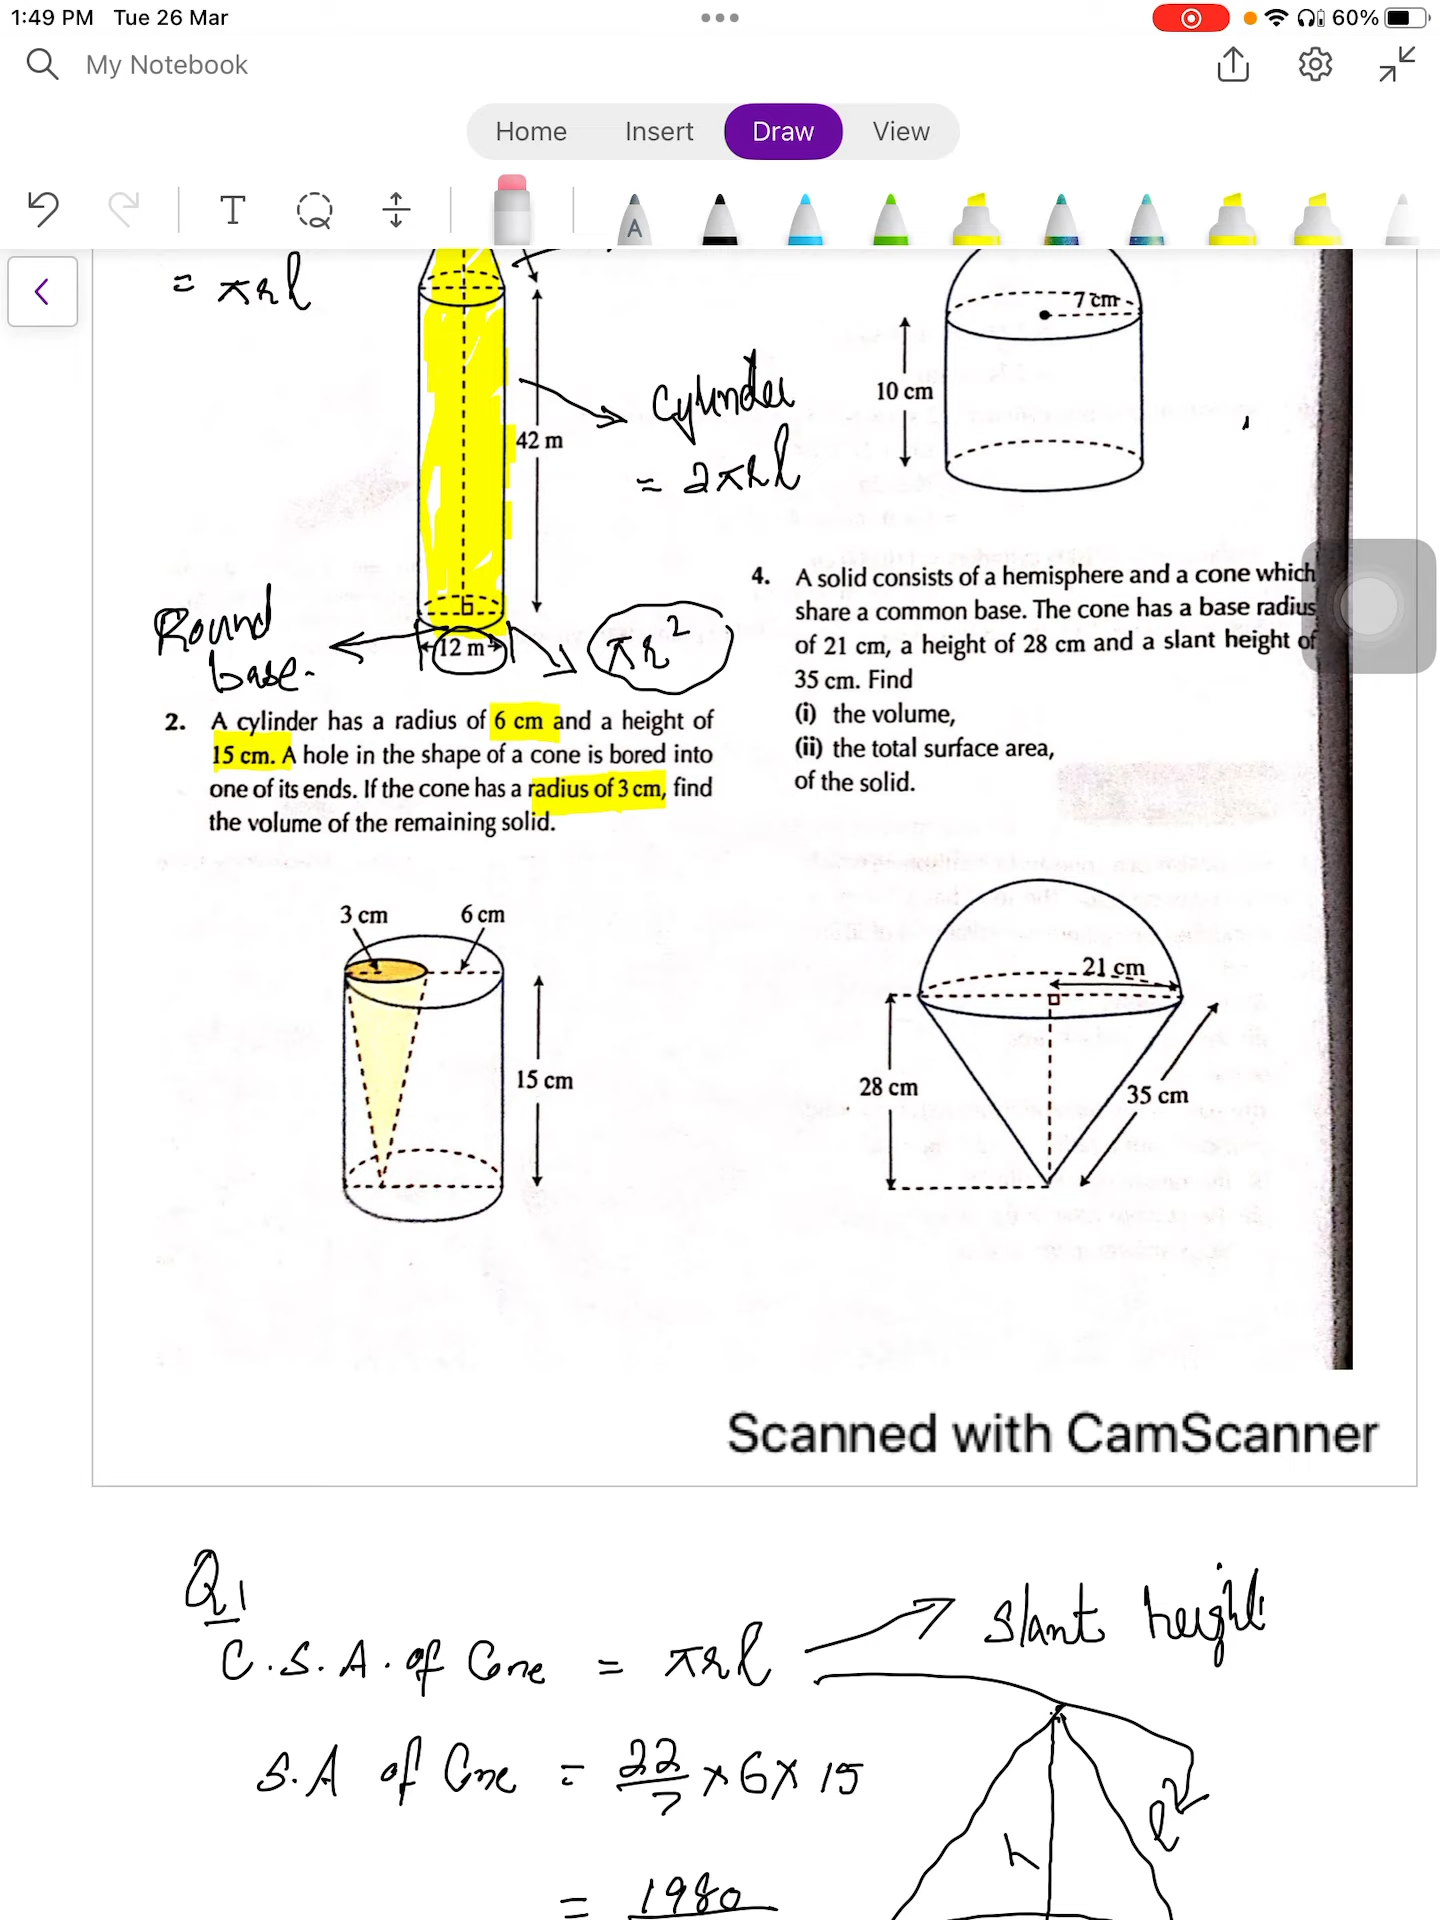 1:49 PM Tue 26 Mar
60%
My Notebook
Home Insert Draw View
T
A
= πrl
42 m
Cylinder
= 2πrl
Round
base.
12 m
πr²
7 cm
10 cm
2. A cylinder has a radius of 6 cm and a height of
15 cm. A hole in the shape of a cone is bored into
one of its ends. If the cone has a radius of 3 cm, find
the volume of the remaining solid.
3 cm 6 cm
15 cm
4. A solid consists of a hemisphere and a cone which
share a common base. The cone has a base radius
of 21 cm, a height of 28 cm and a slant height of
35 cm. Find
(i) the volume,
(ii) the total surface area,
of the solid.
21 cm
28 cm
35 cm
Scanned with CamScanner
Q1
C.S.A. of Cone = πrl
slant height
S.A of Cone = 22/7 × 6 × 15
= 1980
h
l²